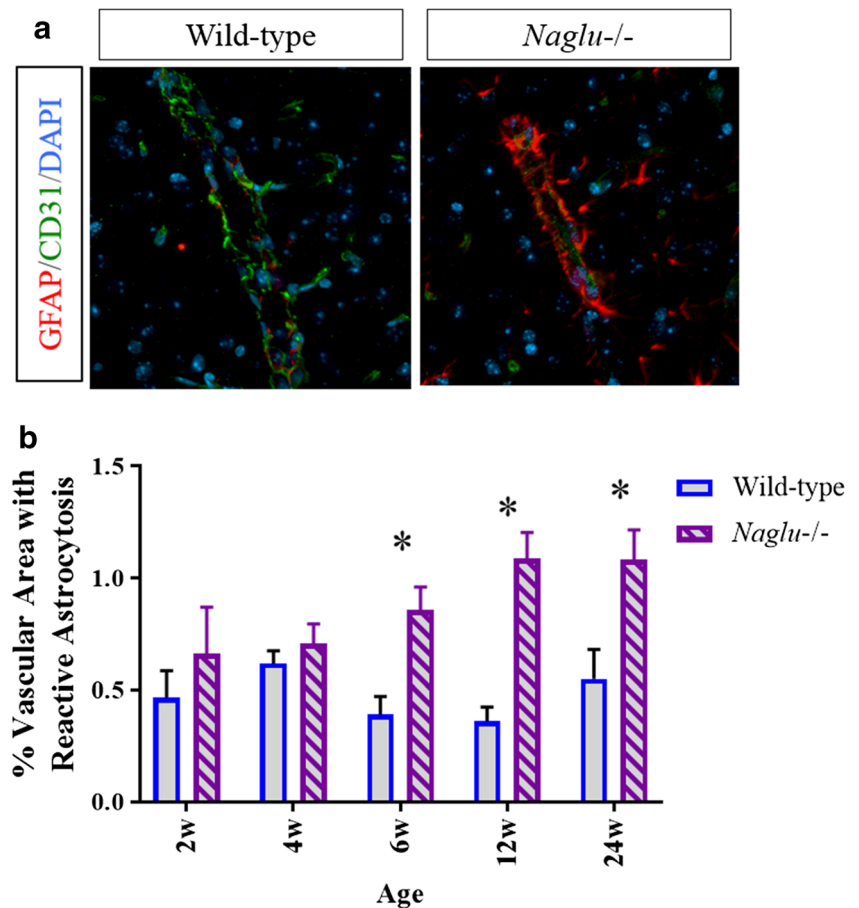 a
Wild-type
Naglu-/-
GFAP/CD31/DAPI
b
% Vascular Area with
Reactive Astrocytosis
1.5
1.0
0.5
0.0
*
*
*
2w
4w
6w
12w
24w
Age
Wild-type
Naglu-/-